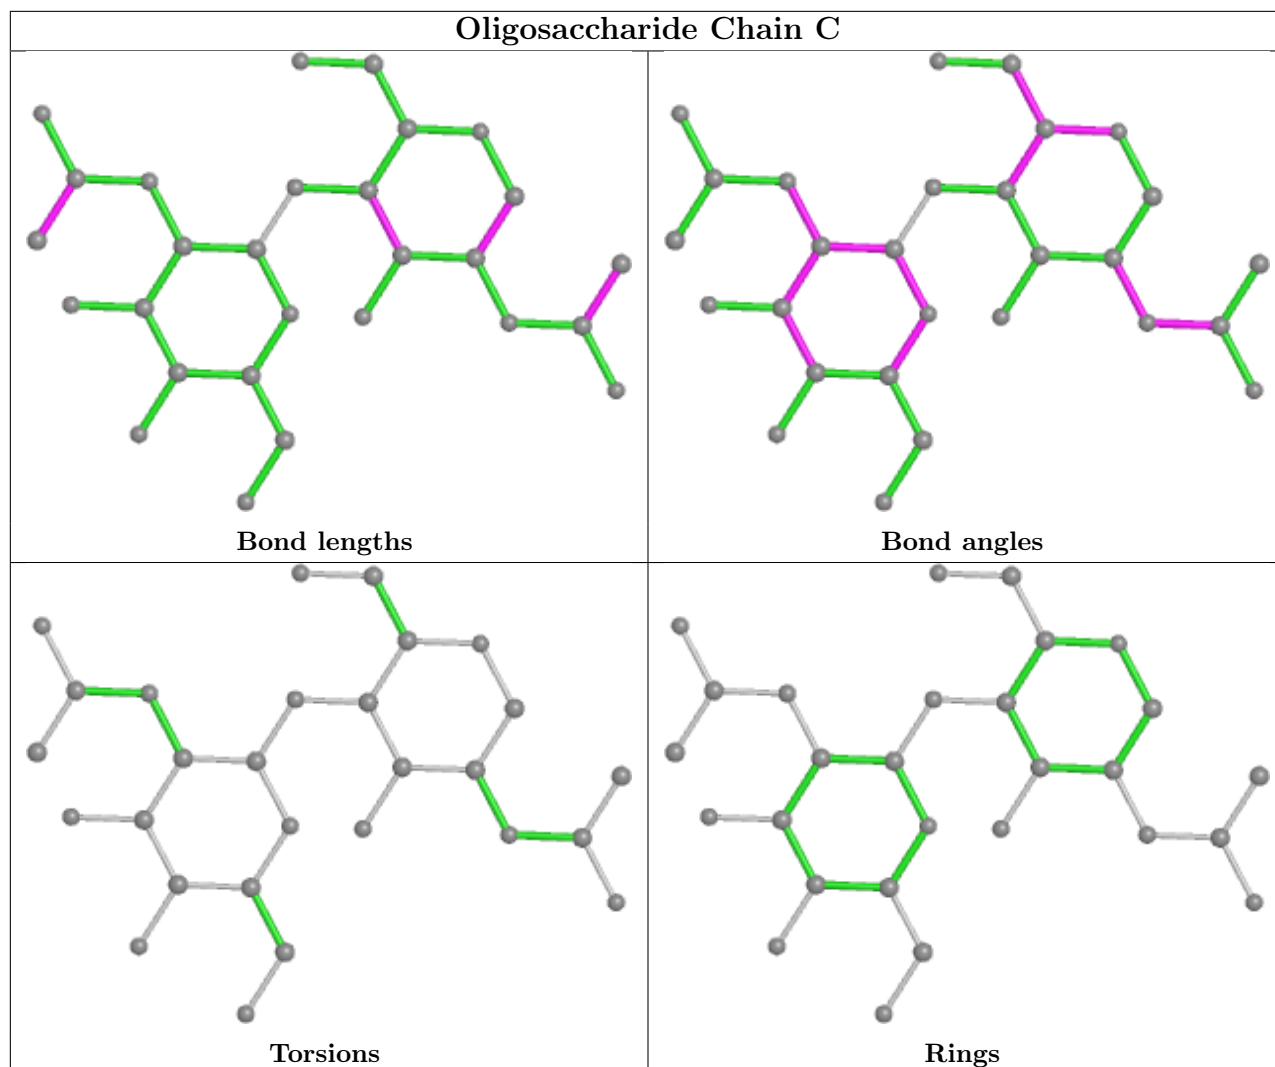 Oligosaccharide Chain C
Bond lengths
Bond angles
Torsions
Rings